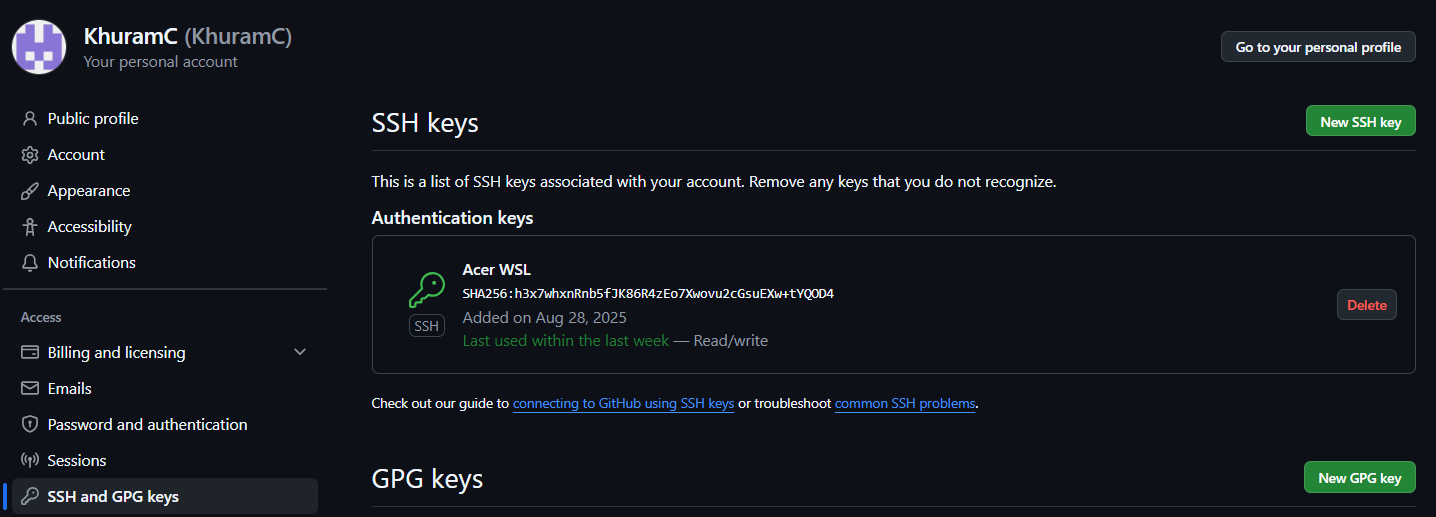 KhuramC (KhuramC)
Your personal account
Go to your personal profile
Public profile
Account
Appearance
Accessibility
Notifications
Access
Billing and licensing
Emails
Password and authentication
Sessions
SSH and GPG keys
SSH keys
New SSH key
This is a list of SSH keys associated with your account. Remove any keys that you do not recognize.
Authentication keys
Acer WSL
SHA256:h3x7whxnRnb5fJK86R4zEo7Xwovu2cGsuEXw+tYQOD4
Added on Aug 28, 2025
Last used within the last week — Read/write
SSH
Delete
Check out our guide to connecting to GitHub using SSH keys or troubleshoot common SSH problems.
GPG keys
New GPG key